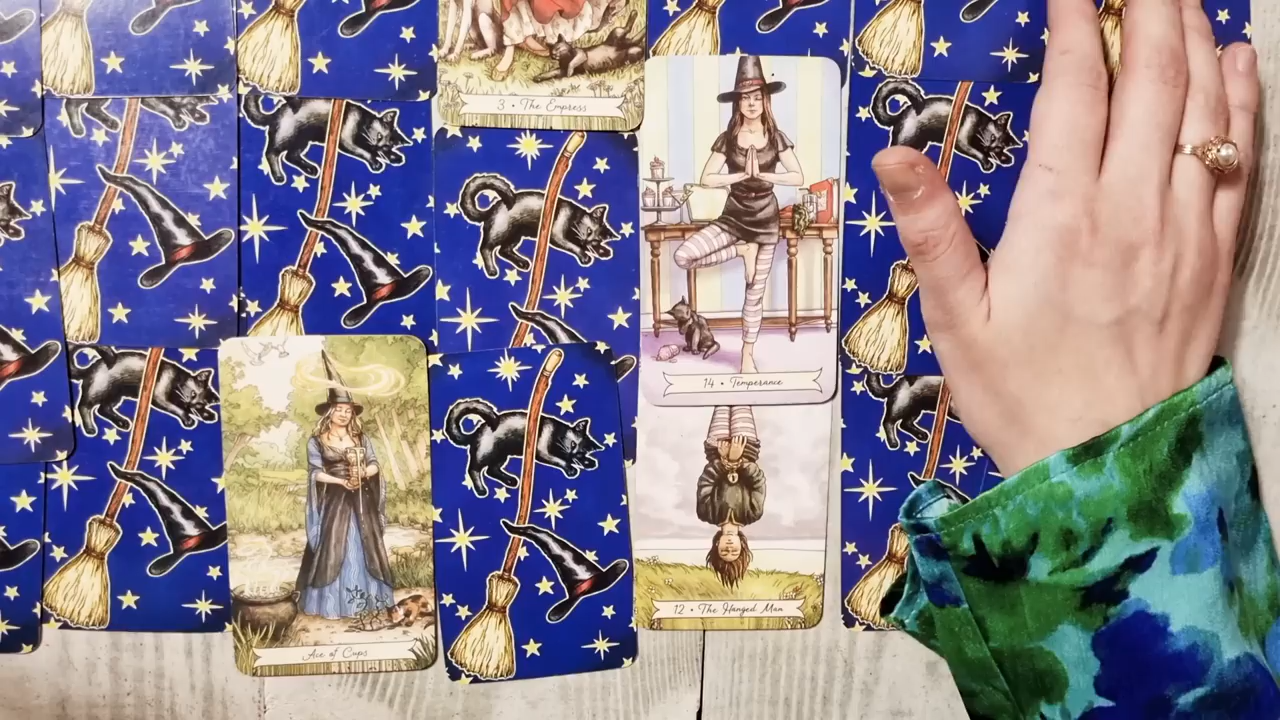 3 • The Empress
14 • Temperance
12 • The Hanged Man
Ace of Cups